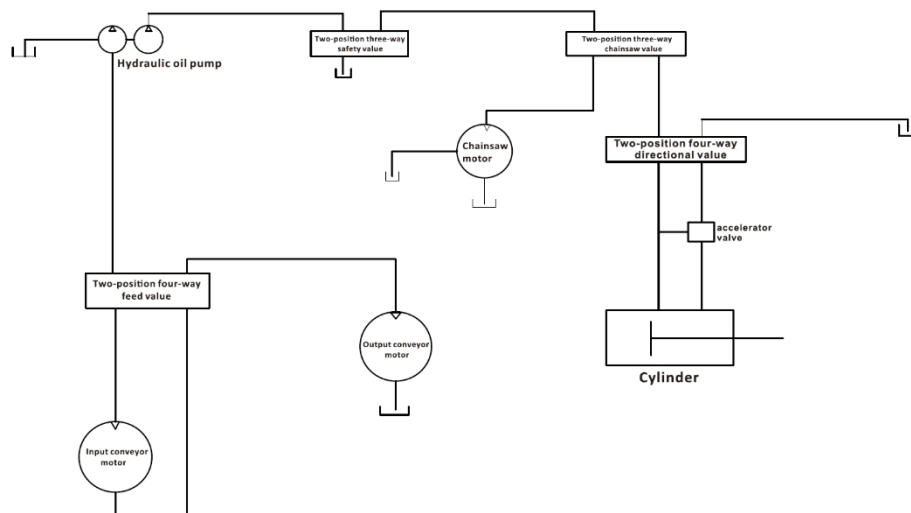 Hydraulic oil pump
Two-position three-way
safety value
Two-position three-way
chainsaw value
Chainsaw
motor
Two-position four-way
directional value
accelerator
valve
Two-position four-way
feed value
Output conveyor
motor
Cylinder
Input conveyor
motor